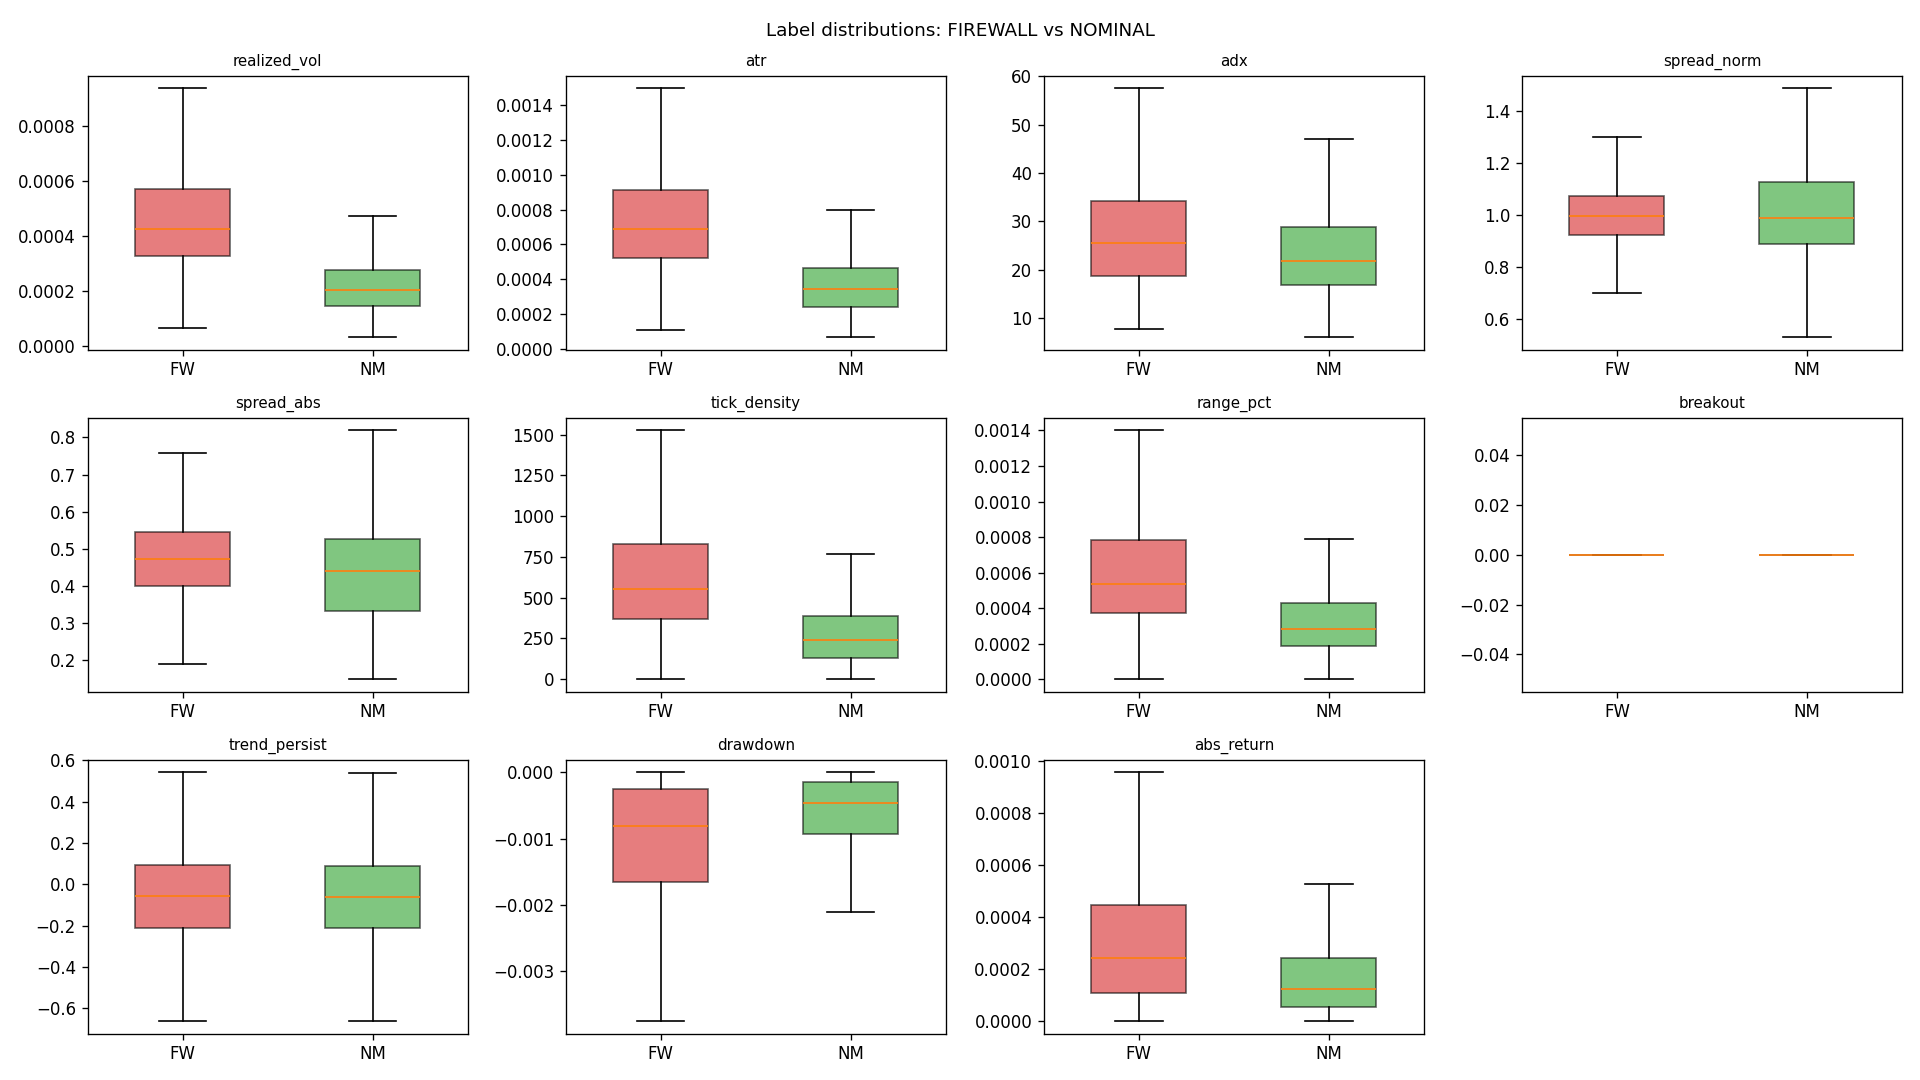 Label distributions: FIREWALL vs NOMINAL
realized_vol
0.0008
0.0006
0.0004
0.0002
0.0000
FW NM
atr
0.0014
0.0012
0.0010
0.0008
0.0006
0.0004
0.0002
0.0000
FW NM
adx
60
50
40
30
20
10
FW NM
spread_norm
1.4
1.2
1.0
0.8
0.6
FW NM
spread_abs
0.8
0.7
0.6
0.5
0.4
0.3
0.2
FW NM
tick_density
1500
1250
1000
750
500
250
0
FW NM
range_pct
0.0014
0.0012
0.0010
0.0008
0.0006
0.0004
0.0002
0.0000
FW NM
breakout
0.04
0.02
0.00
−0.02
−0.04
FW NM
trend_persist
0.6
0.4
0.2
0.0
−0.2
−0.4
−0.6
FW NM
drawdown
0.000
−0.001
−0.002
−0.003
FW NM
abs_return
0.0010
0.0008
0.0006
0.0004
0.0002
0.0000
FW NM